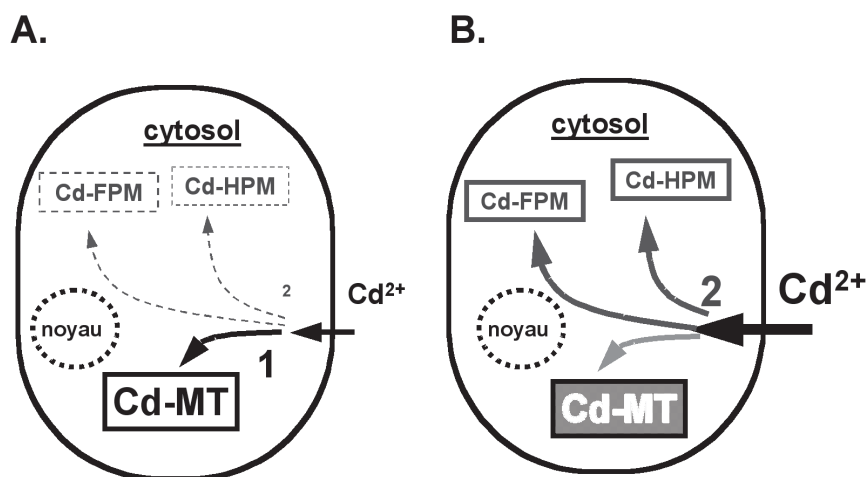 A.
cytosol
Cd-FPM
Cd-HPM
2
Cd²⁺
noyau
1
Cd-MT
B.
cytosol
Cd-FPM
Cd-HPM
2
Cd²⁺
noyau
Cd-MT